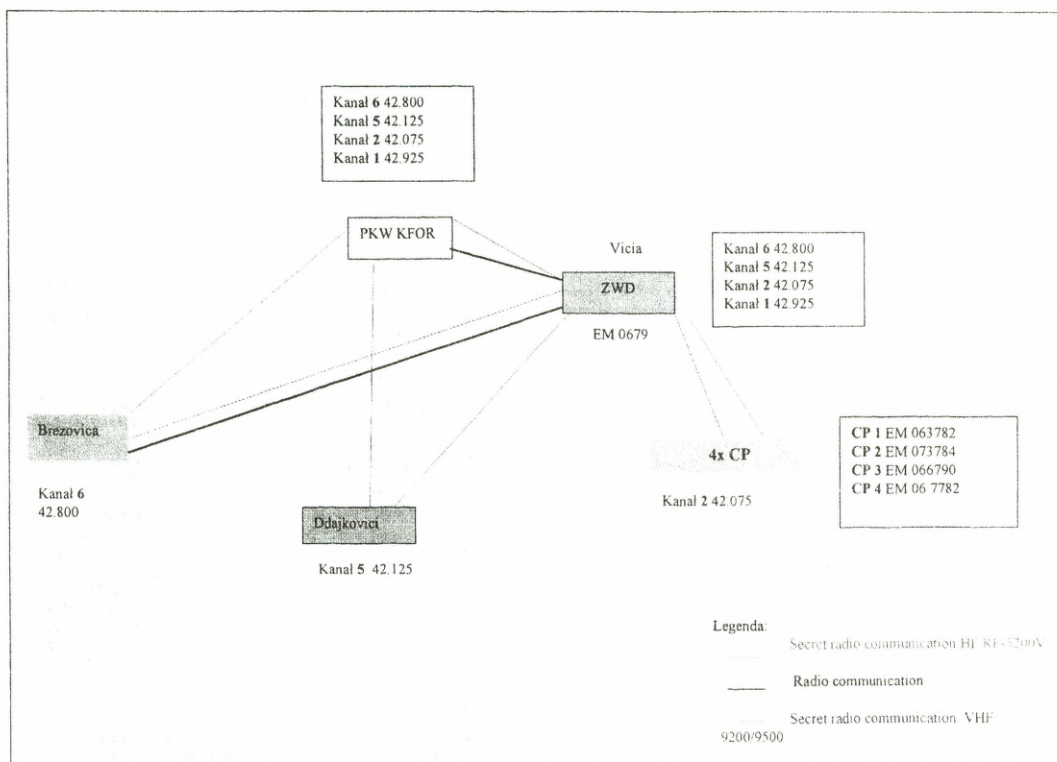 Kanał 6 42.800
Kanał 5 42.125
Kanał 2 42.075
Kanał 1 42.925
PKW KFOR
Vicia
ZWD
EM 0679
Kanał 6 42.800
Kanał 5 42.125
Kanał 2 42.075
Kanał 1 42.925
Brezovica
Kanał 6
42.800
Ddajkovici
Kanał 5 42.125
4x CP
Kanał 2 42.075
CP 1 EM 063782
CP 2 EM 073784
CP 3 EM 066790
CP 4 EM 06 7782
Legenda:
Secret radio communication HF
Radio communication
Secret radio communication VHF
9200/9500